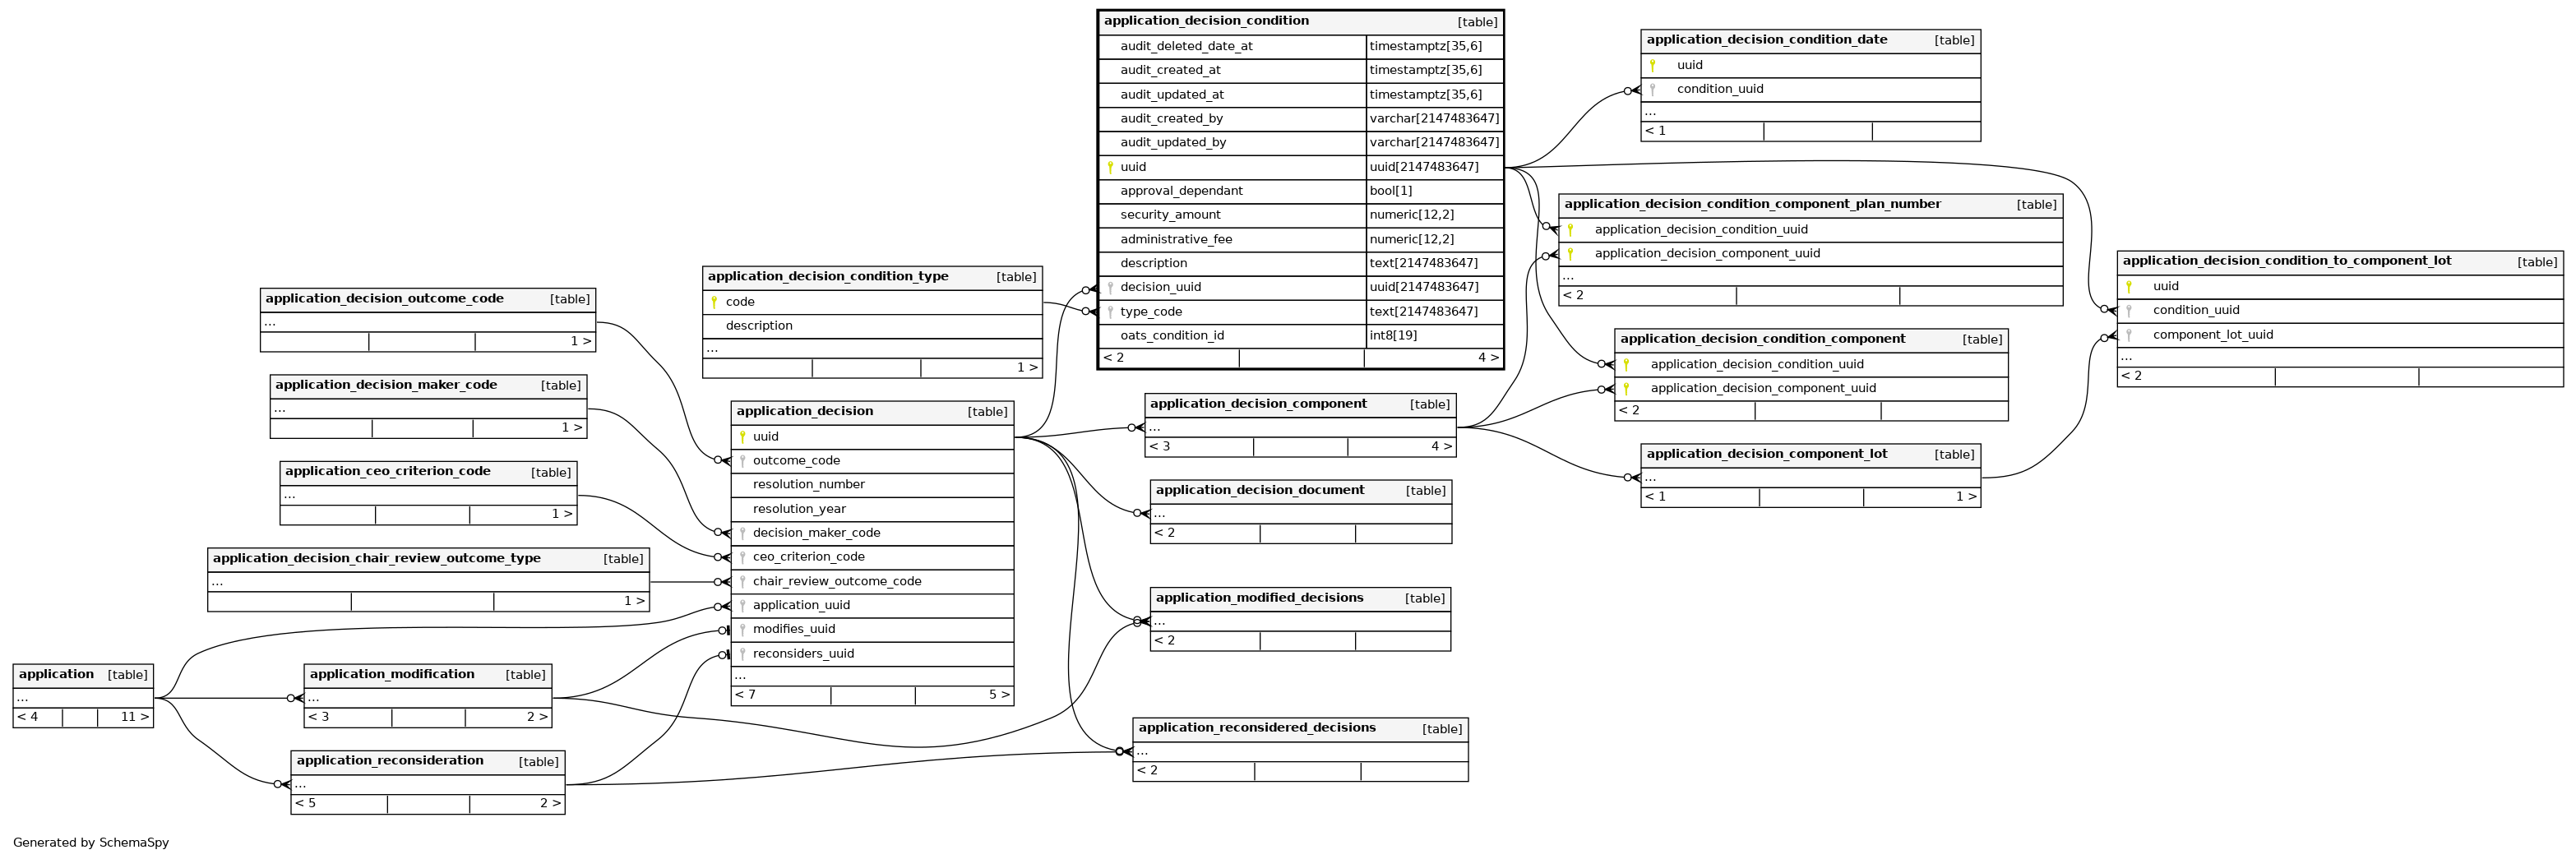 application_decision_condition [table]
audit_deleted_date_at timestamptz[35,6]
audit_created_at timestamptz[35,6]
audit_updated_at timestamptz[35,6]
audit_created_by varchar[2147483647]
audit_updated_by varchar[2147483647]
uuid uuid[2147483647]
approval_dependant bool[1]
security_amount numeric[12,2]
administrative_fee numeric[12,2]
description text[2147483647]
decision_uuid uuid[2147483647]
type_code text[2147483647]
oats_condition_id int8[19]
< 2 4 >
application_decision_condition_date [table]
uuid
condition_uuid
...
< 1
application_decision_condition_component_plan_number [table]
application_decision_condition_uuid
application_decision_component_uuid
...
< 2
application_decision_condition_to_component_lot [table]
uuid
condition_uuid
component_lot_uuid
...
< 2
application_decision_condition_type [table]
code
description
...
1 >
application_decision_outcome_code [table]
...
1 >
application_decision_condition_component [table]
application_decision_condition_uuid
application_decision_component_uuid
< 2
application_decision_maker_code [table]
...
1 >
application_decision [table]
uuid
outcome_code
resolution_number
resolution_year
decision_maker_code
ceo_criterion_code
chair_review_outcome_code
application_uuid
modifies_uuid
reconsiders_uuid
...
< 7 5 >
application_decision_component [table]
...
< 3 4 >
application_decision_component_lot [table]
...
< 1 1 >
application_ceo_criterion_code [table]
...
1 >
application_decision_document [table]
...
< 2
application_decision_chair_review_outcome_type [table]
...
1 >
application_modified_decisions [table]
...
< 2
application [table]
...
< 4 11 >
application_modification [table]
...
< 3 2 >
application_reconsidered_decisions [table]
...
< 2
application_reconsideration [table]
...
< 5 2 >
Generated by SchemaSpy